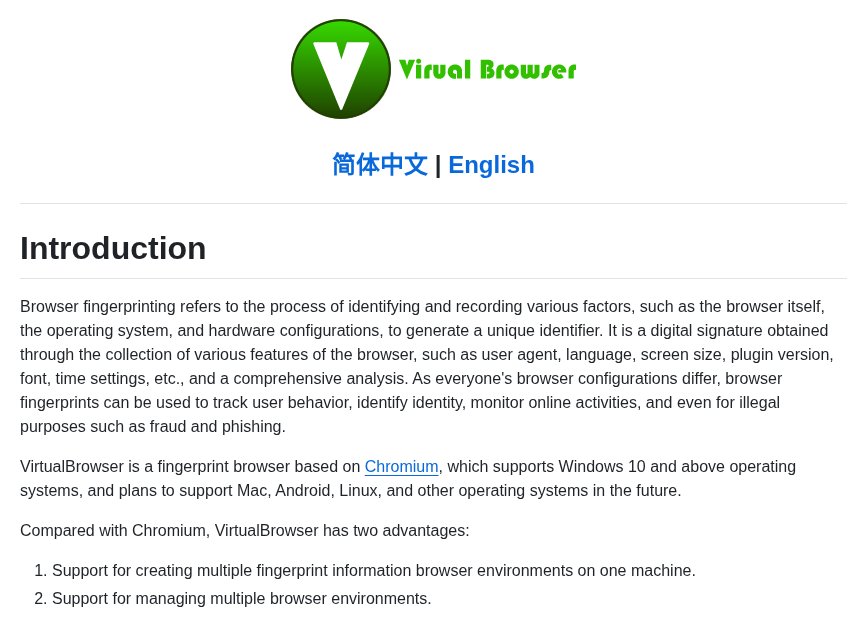 V Virual Browser
简体中文 | English
Introduction
Browser fingerprinting refers to the process of identifying and recording various factors, such as the browser itself,
the operating system, and hardware configurations, to generate a unique identifier. It is a digital signature obtained
through the collection of various features of the browser, such as user agent, language, screen size, plugin version,
font, time settings, etc., and a comprehensive analysis. As everyone's browser configurations differ, browser
fingerprints can be used to track user behavior, identify identity, monitor online activities, and even for illegal
purposes such as fraud and phishing.
VirtualBrowser is a fingerprint browser based on Chromium, which supports Windows 10 and above operating
systems, and plans to support Mac, Android, Linux, and other operating systems in the future.
Compared with Chromium, VirtualBrowser has two advantages:
1. Support for creating multiple fingerprint information browser environments on one machine.
2. Support for managing multiple browser environments.